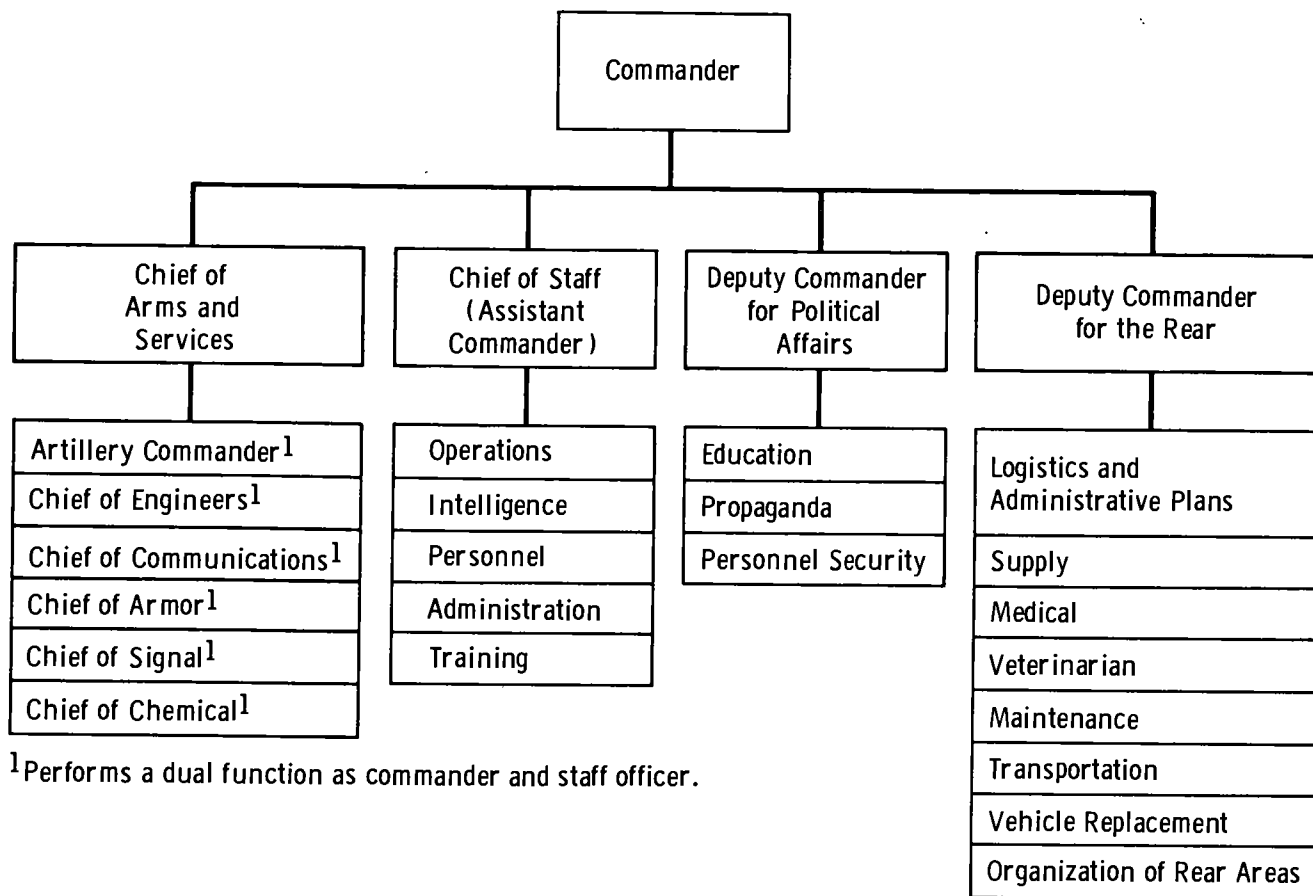 Commander
Chief of
Arms and
Services
Chief of Staff
(Assistant
Commander)
Deputy Commander
for Political
Affairs
Deputy Commander
for the Rear
Artillery Commander¹
Chief of Engineers¹
Chief of Communications¹
Chief of Armor¹
Chief of Signal¹
Chief of Chemical¹
Operations
Intelligence
Personnel
Administration
Training
Education
Propaganda
Personnel Security
Logistics and
Administrative Plans
Supply
Medical
Veterinarian
Maintenance
Transportation
Vehicle Replacement
Organization of Rear Areas
¹Performs a dual function as commander and staff officer.